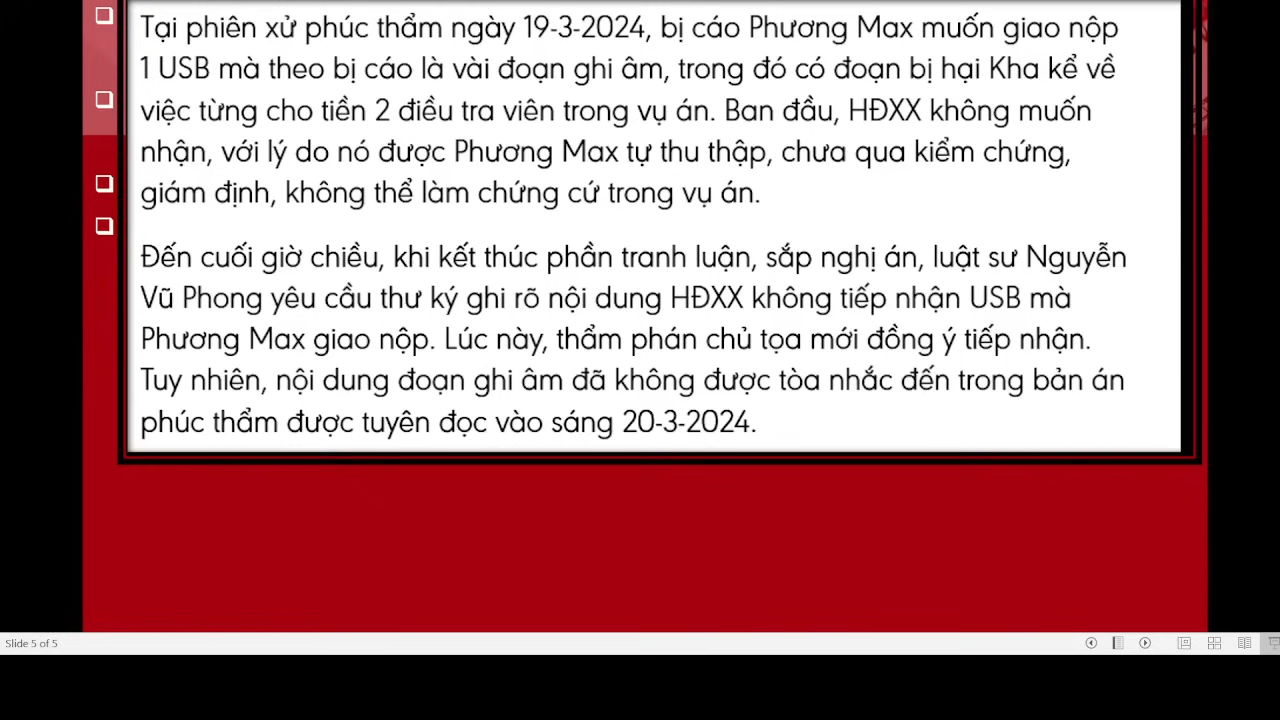 Tại phiên xử phúc thẩm ngày 19-3-2024, bị cáo Phương Max muốn giao nộp
1 USB mà theo bị cáo là vài đoạn ghi âm, trong đó có đoạn bị hại Kha kể về
việc từng cho tiền 2 điều tra viên trong vụ án. Ban đầu, HĐXX không muốn
nhận, với lý do nó được Phương Max tự thu thập, chưa qua kiểm chứng,
giám định, không thể làm chứng cứ trong vụ án.
Đến cuối giờ chiều, khi kết thúc phần tranh luận, sắp nghị án, luật sư Nguyễn
Vũ Phong yêu cầu thư ký ghi rõ nội dung HĐXX không tiếp nhận USB mà
Phương Max giao nộp. Lúc này, thẩm phán chủ tọa mới đồng ý tiếp nhận.
Tuy nhiên, nội dung đoạn ghi âm đã không được tòa nhắc đến trong bản án
phúc thẩm được tuyên đọc vào sáng 20-3-2024.
Slide 5 of 5